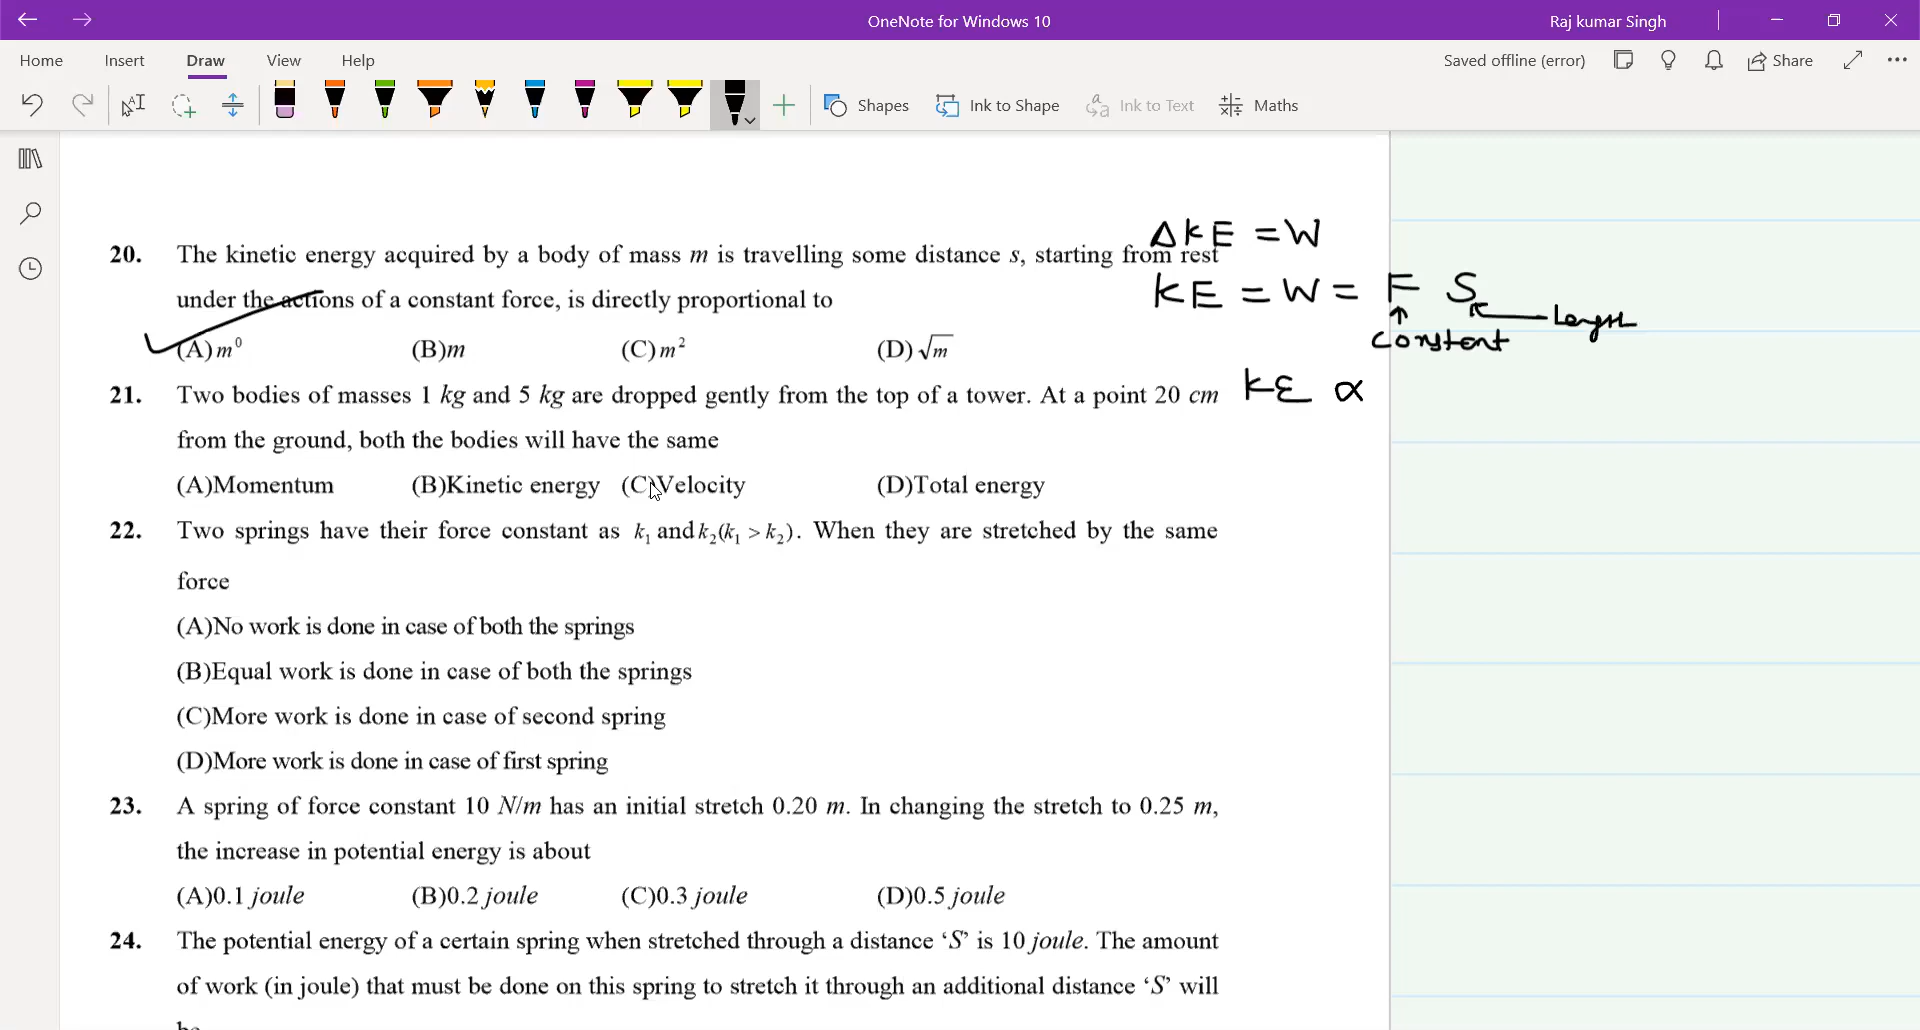 OneNote for Windows 10
Raj kumar Singh
Home Insert Draw View Help
Saved offline (error) Share
Shapes Ink to Shape Ink to Text Maths
ΔKE = W
20. The kinetic energy acquired by a body of mass m is travelling some distance s, starting from rest
under the actions of a constant force, is directly proportional to
KE = W = F S
Length
constant
(A) m⁰ (B)m (C) m² (D) √m
21. Two bodies of masses 1 kg and 5 kg are dropped gently from the top of a tower. At a point 20 cm
KE ∝
from the ground, both the bodies will have the same
(A)Momentum (B)Kinetic energy (C)Velocity (D)Total energy
22. Two springs have their force constant as k₁ and k₂(k₁ > k₂). When they are stretched by the same
force
(A)No work is done in case of both the springs
(B)Equal work is done in case of both the springs
(C)More work is done in case of second spring
(D)More work is done in case of first spring
23. A spring of force constant 10 N/m has an initial stretch 0.20 m. In changing the stretch to 0.25 m,
the increase in potential energy is about
(A)0.1 joule (B)0.2 joule (C)0.3 joule (D)0.5 joule
24. The potential energy of a certain spring when stretched through a distance ‘S’ is 10 joule. The amount
of work (in joule) that must be done on this spring to stretch it through an additional distance ‘S’ will